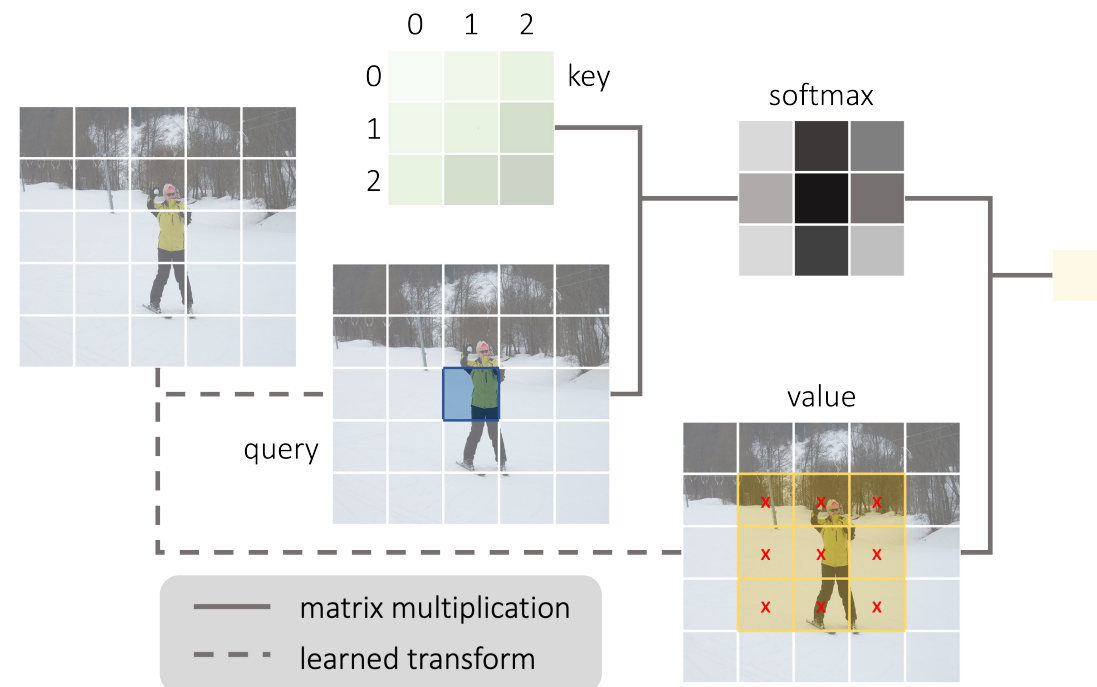 0 1 2
0
key
1
2
softmax
query
value
x x x
x x x
x x x
matrix multiplication
learned transform